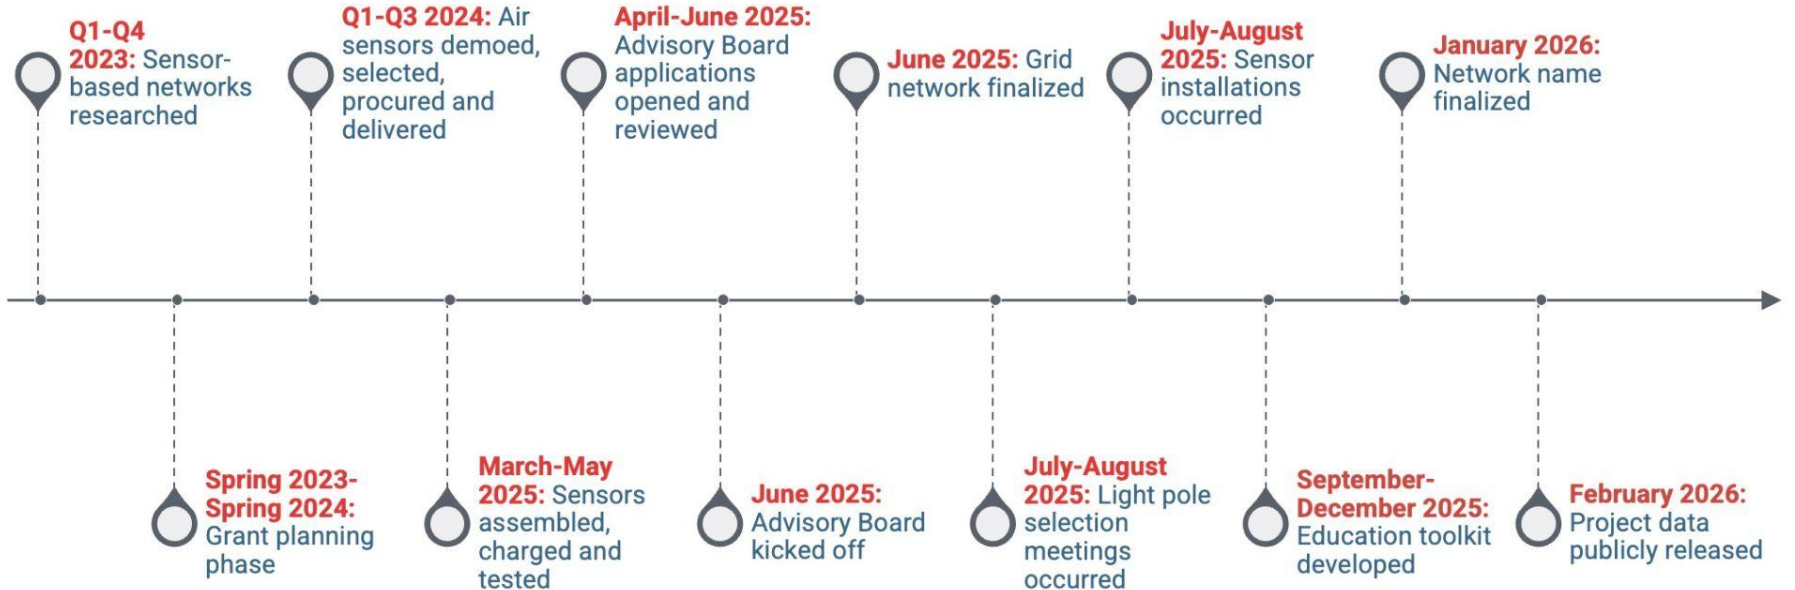 Q1-Q4
2023: Sensor-
based networks
researched
Spring 2023-
Spring 2024:
Grant planning
phase
Q1-Q3 2024: Air
sensors demoed,
selected,
procured and
delivered
March-May
2025: Sensors
assembled,
charged and
tested
April-June 2025:
Advisory Board
applications
opened and
reviewed
June 2025:
Advisory Board
kicked off
June 2025: Grid
network finalized
July-August
2025: Light pole
selection
meetings
occurred
July-August
2025: Sensor
installations
occurred
September-
December 2025:
Education toolkit
developed
January 2026:
Network name
finalized
February 2026:
Project data
publicly released